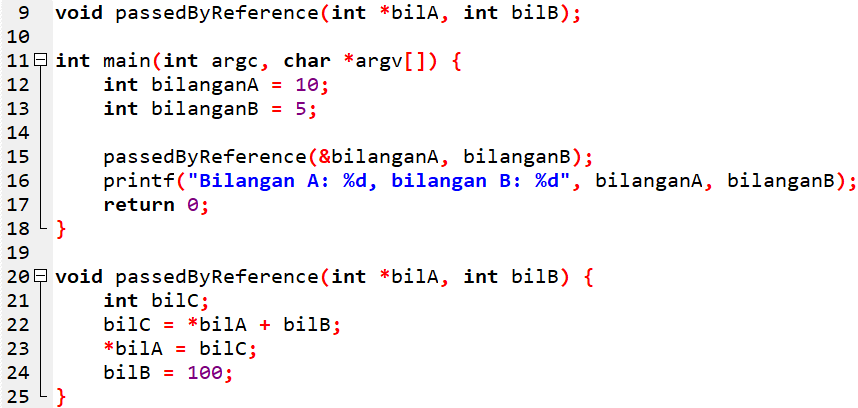 9 void passedByReference(int *bilA, int bilB);
10
11 int main(int argc, char *argv[]) {
12     int bilanganA = 10;
13     int bilanganB = 5;
14
15     passedByReference(&bilanganA, bilanganB);
16     printf("Bilangan A: %d, bilangan B: %d", bilanganA, bilanganB);
17     return 0;
18 }
19
20 void passedByReference(int *bilA, int bilB) {
21     int bilC;
22     bilC = *bilA + bilB;
23     *bilA = bilC;
24     bilB = 100;
25 }